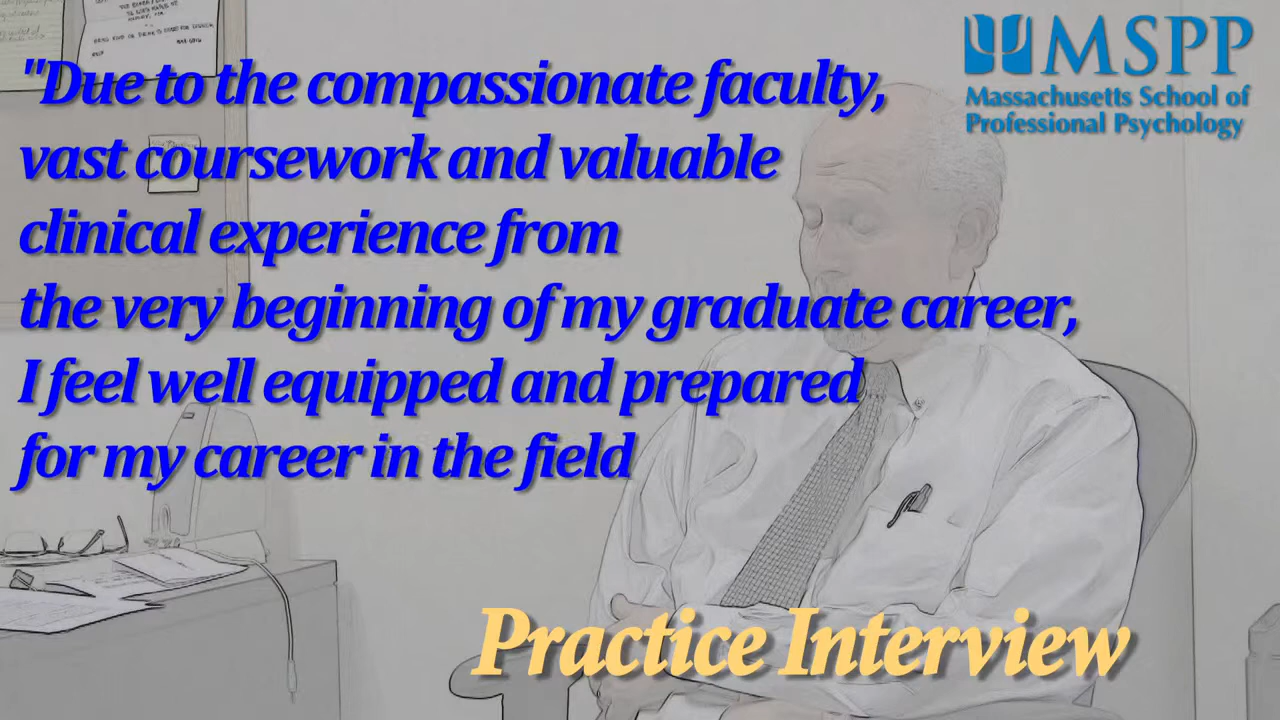 "Due to the compassionate faculty,
vast coursework and valuable
clinical experience from
the very beginning of my graduate career,
I feel well equipped and prepared
for my career in the field
MSPP
Massachusetts School of
Professional Psychology
Practice Interview